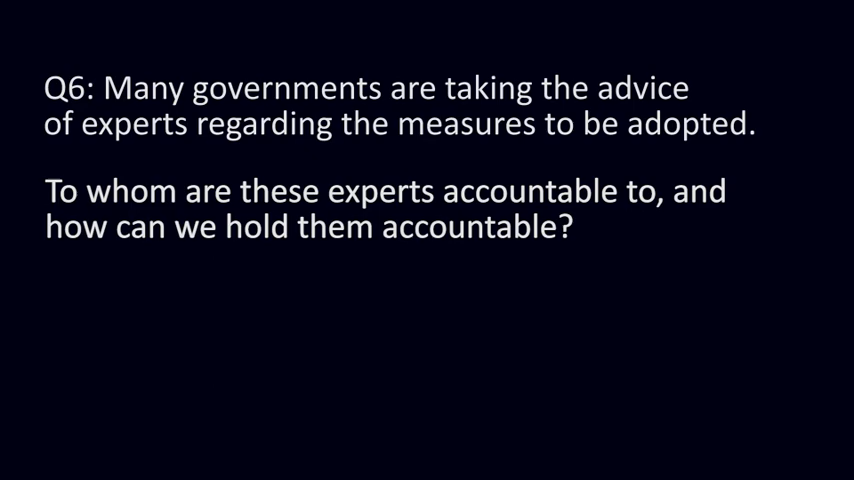 Q6: Many governments are taking the advice
of experts regarding the measures to be adopted.
To whom are these experts accountable to, and
how can we hold them accountable?